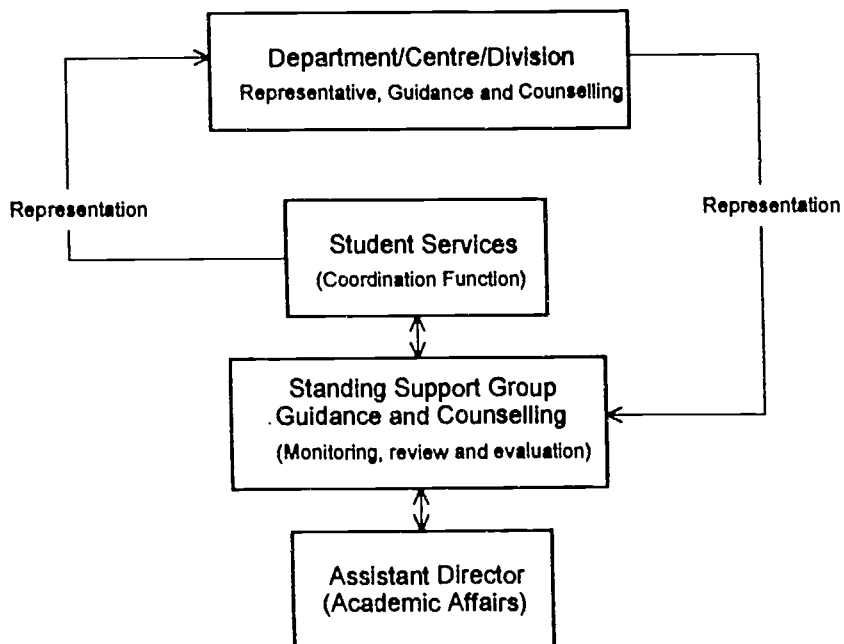 Department/Centre/Division
Representative, Guidance and Counselling
Representation
Representation
Student Services
(Coordination Function)
Standing Support Group
Guidance and Counselling
(Monitoring, review and evaluation)
Assistant Director
(Academic Affairs)